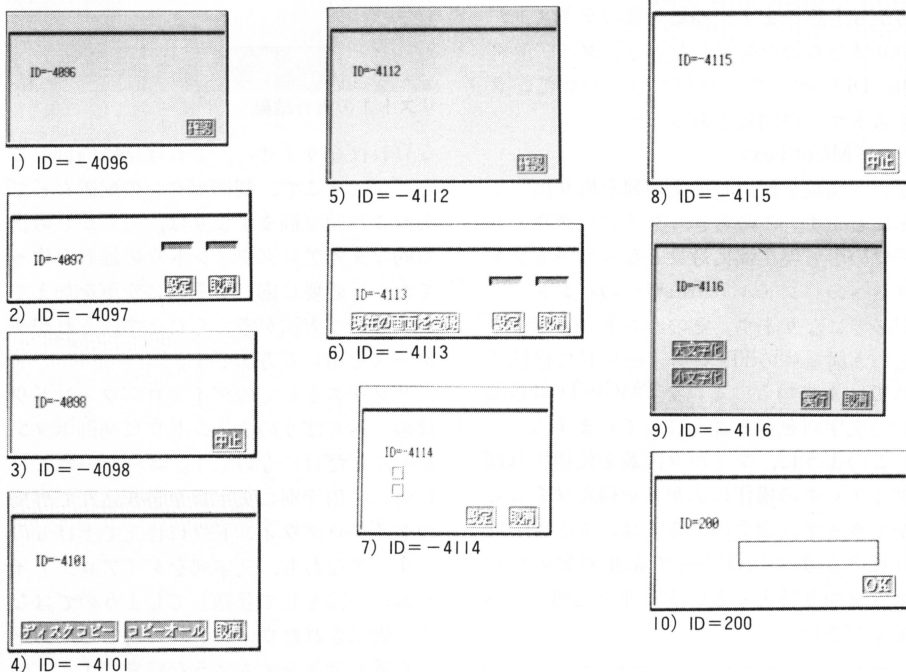 ID=-4096
確認
1) ID=-4096
ID=-4097
設定 取消
2) ID=-4097
ID=-4098
中止
3) ID=-4098
ID=-4101
ディスクコピー コピーオール 取消
4) ID=-4101
ID=-4112
確認
5) ID=-4112
ID=-4113
現在の画面を登録 設定 取消
6) ID=-4113
ID=-4114
設定 取消
7) ID=-4114
ID=-4115
中止
8) ID=-4115
ID=-4116
大文字化
小文字化
実行 取消
9) ID=-4116
ID=200
OK
10) ID=200